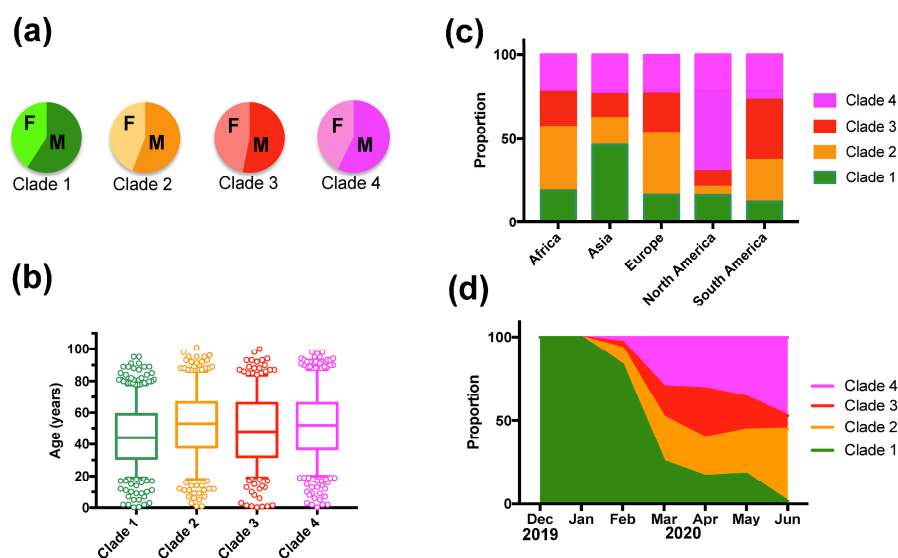 (a)
F M
F M
F M
F M
Clade 1 Clade 2 Clade 3 Clade 4
(b)
Age (years)
100
80
60
40
20
0
Clade 1 Clade 2 Clade 3 Clade 4
(c)
Proportion
100
50
0
Africa Asia Europe North America South America
Clade 4
Clade 3
Clade 2
Clade 1
(d)
Proportion
100
50
0
Dec Jan Feb Mar Apr May Jun
2019 2020
Clade 4
Clade 3
Clade 2
Clade 1